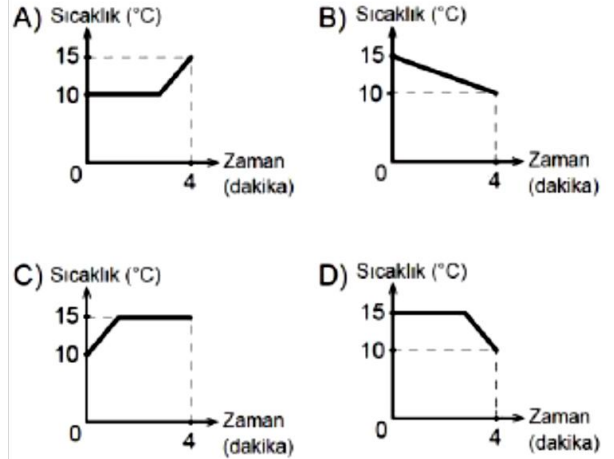 A) Sıcaklık (°C)
15
10
0
4
Zaman
(dakika)
B) Sıcaklık (°C)
15
10
0
4
Zaman
(dakika)
C) Sıcaklık (°C)
15
10
0
4
Zaman
(dakika)
D) Sıcaklık (°C)
15
10
0
4
Zaman
(dakika)